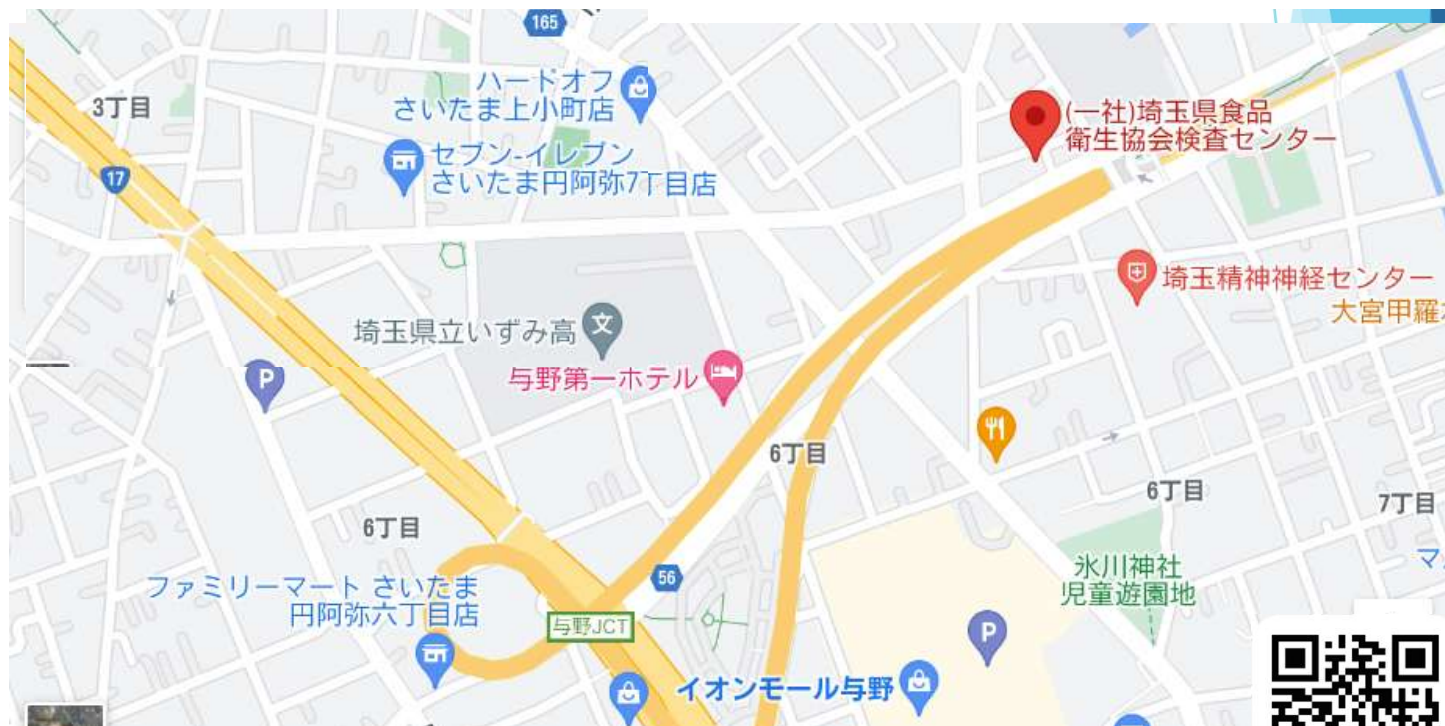 165
ハードオフ
さいたま上小町店
3丁目
(一社)埼玉県食品
衛生協会検査センター
セブン-イレブン
さいたま円阿弥7丁目店
17
埼玉精神神経センター
大宮甲羅
埼玉県立いずみ高
与野第一ホテル
P
6丁目
6丁目
7丁目
6丁目
氷川神社
児童遊園地
56
ファミリーマート さいたま
円阿弥六丁目店
与野JCT
P
イオンモール与野